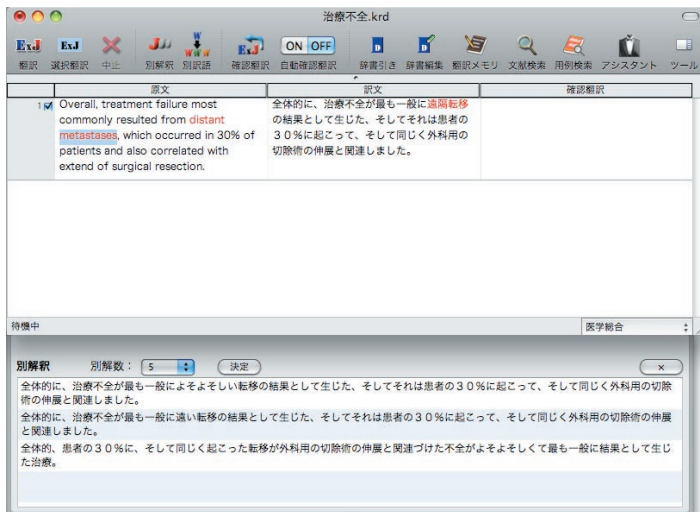 治療不全.krd
ExJ ExJ J W WWW ExJ ON OFF
翻訳 選択翻訳 中止 別解釈 別訳語 確認翻訳 自動確認翻訳 辞書引き 辞書編集 翻訳メモリ 文献検索 用例検索 アシスタント ツール
原文 訳文 確認翻訳
1 Overall, treatment failure most 全体的に、治療不全が最も一般に遠隔転移
commonly resulted from distant の結果として生じた、そしてそれは患者の
metastases, which occurred in 30% of ３０％に起こって、そして同じく外科用の
patients and also correlated with 切除術の伸展と関連しました。
extend of surgical resection.
待機中 医学総合
別解釈 別解数： 5 決定 ×
全体的に、治療不全が最も一般によそよそしい転移の結果として生じた、そしてそれは患者の３０％に起こって、そして同じく外科用の切除
術の伸展と関連しました。
全体的に、治療不全が最も一般に遠い転移の結果として生じた、そしてそれは患者の３０％に起こって、そして同じく外科用の切除術の伸展
と関連しました。
全体的、患者の３０％に、そして同じく起こった転移が外科用の切除術の伸展と関連づけた不全がよそよそしくて最も一般に結果として生じ
た治療。